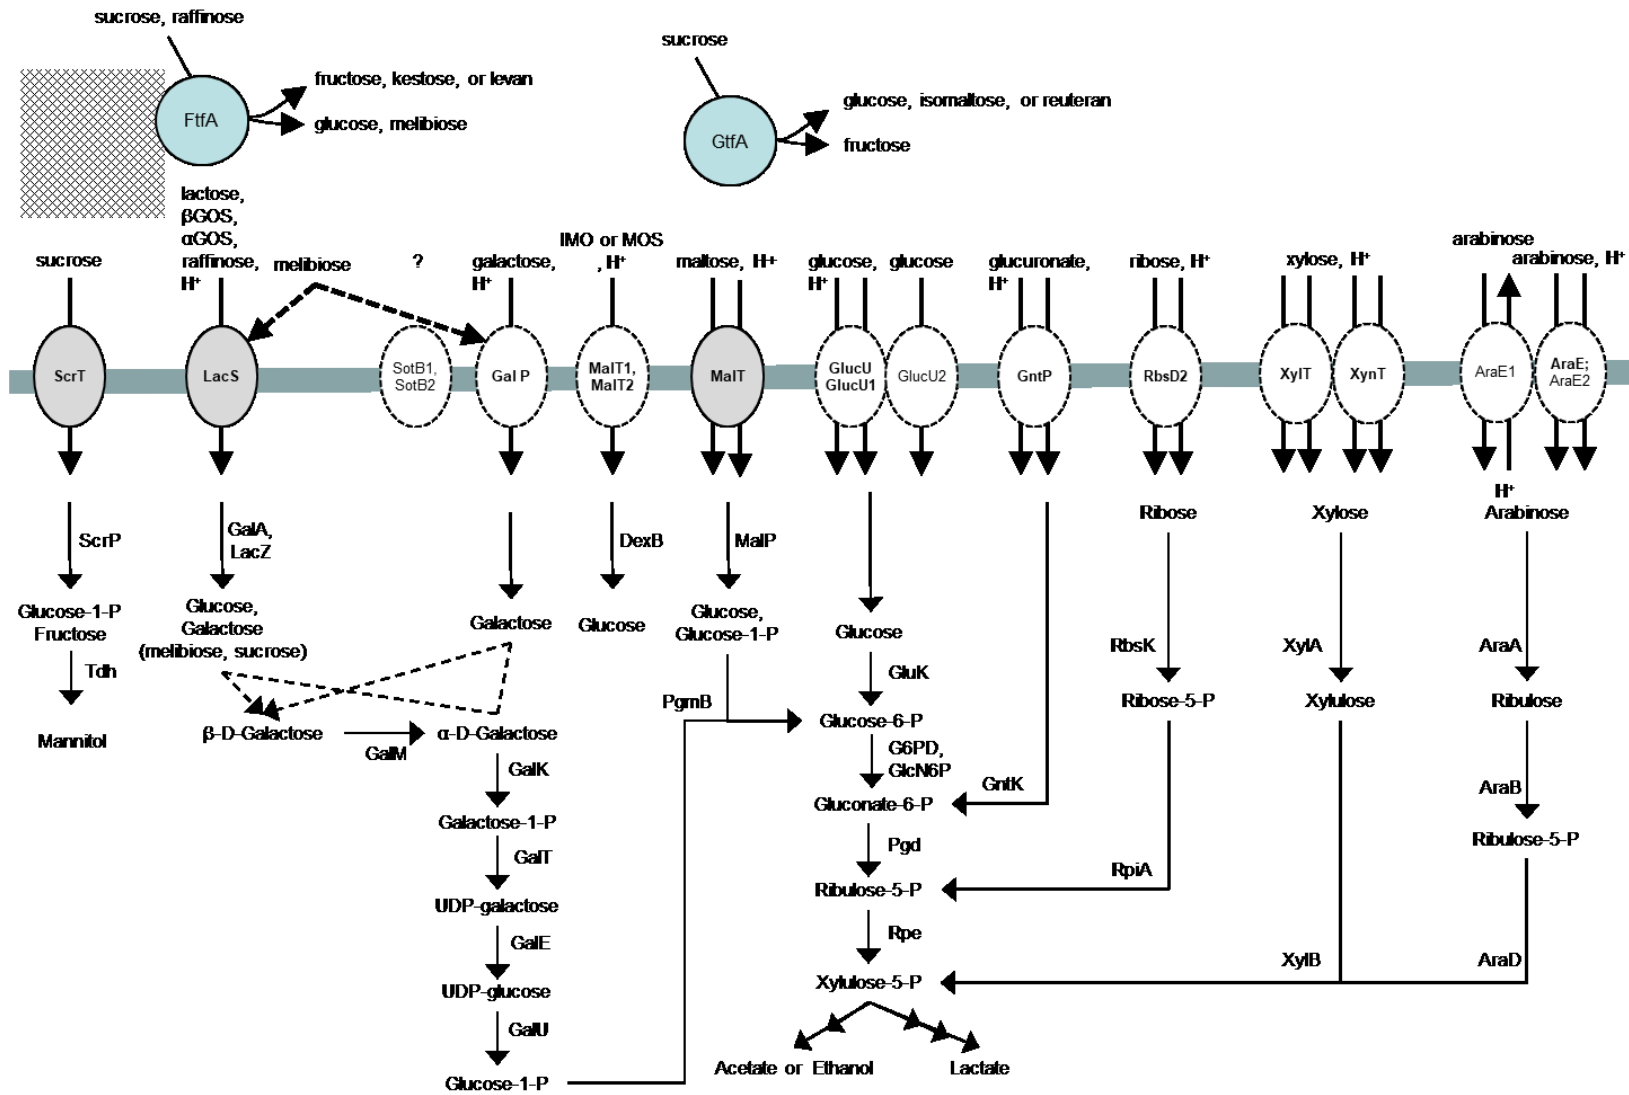 sucrose, raffinose
FtfA
fructose, kestose, or levan
glucose, melibiose
sucrose
GtfA
glucose, isomaltose, or reuteran
fructose
sucrose
lactose,
βGOS,
αGOS,
raffinose,
H⁺
melibiose
?
galactose,
H⁺
IMO or MOS
, H⁺
maltose, H+
glucose,
H⁺
glucose
glucuronate,
H⁺
ribose, H⁺
xylose, H⁺
arabinose
arabinose, H⁺
ScrT
LacS
SotB1,
SotB2
Gal P
MalT1,
MalT2
MalT
GlucU
GlucU1
GlucU2
GntP
RbsD2
XylT
XynT
AraE1
AraE;
AraE2
H⁺
ScrP
Glucose-1-P
Fructose
Tdh
Mannitol
GalA,
LacZ
Glucose,
Galactose
(melibiose, sucrose)
β-D-Galactose
GalM
Galactose
α-D-Galactose
GalK
Galactose-1-P
GalT
UDP-galactose
GalE
UDP-glucose
GalU
Glucose-1-P
DexB
Glucose
MalP
Glucose,
Glucose-1-P
PgmB
Glucose
GluK
Glucose-6-P
G6PD,
GlcN6P
Gluconate-6-P
GntK
Pgd
Ribulose-5-P
Rpe
Xylulose-5-P
Acetate or Ethanol
Lactate
Ribose
RbsK
Ribose-5-P
RpiA
Xylose
XylA
Xylulose
XylB
Arabinose
AraA
Ribulose
AraB
Ribulose-5-P
AraD